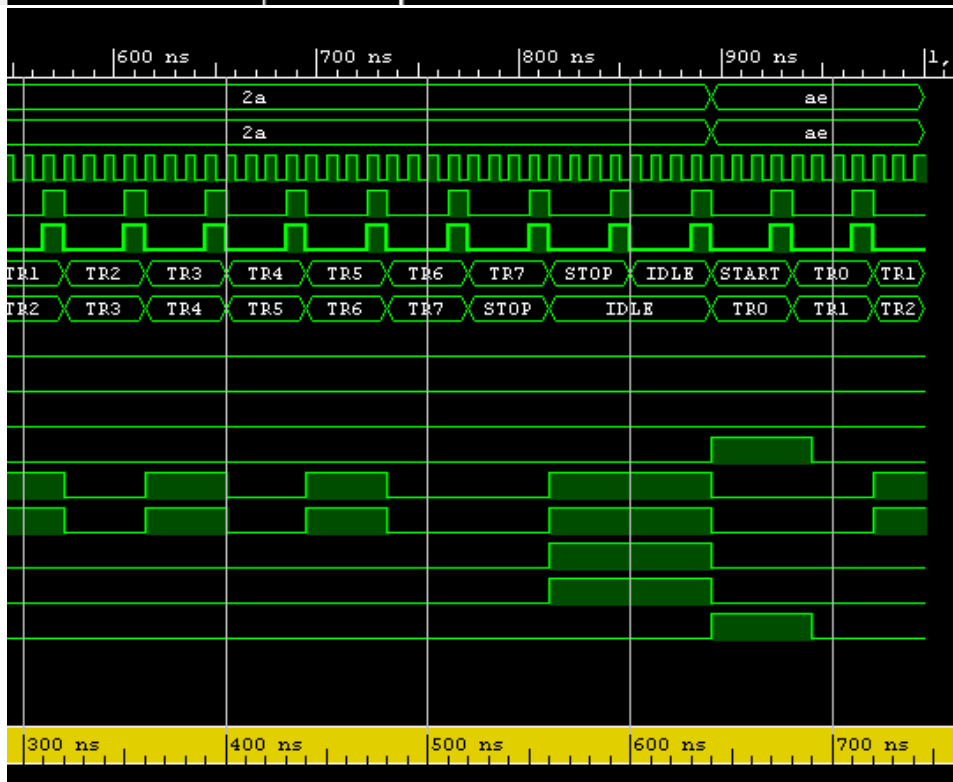 600 ns 700 ns 800 ns 900 ns 1,
2a ae
2a ae
TR1 TR2 TR3 TR4 TR5 TR6 TR7 STOP IDLE START TR0 TR1
TR2 TR3 TR4 TR5 TR6 TR7 STOP IDLE TR0 TR1 TR2
300 ns 400 ns 500 ns 600 ns 700 ns